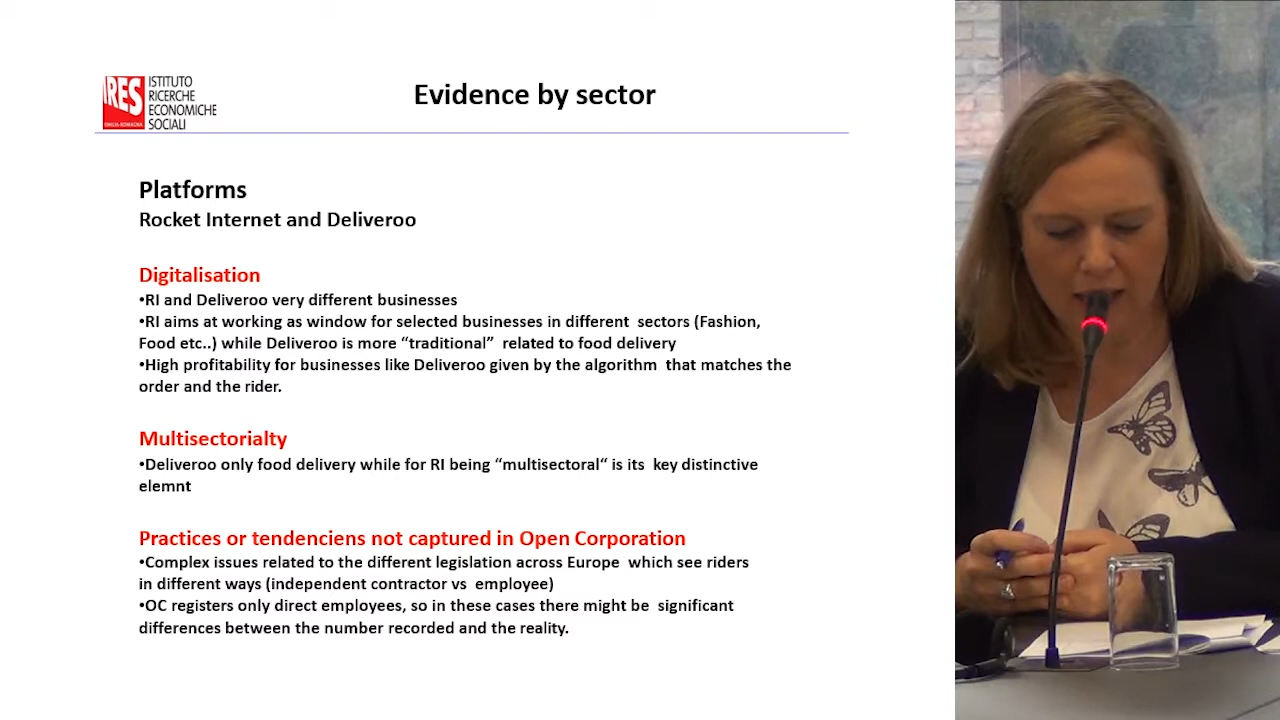 IRES
EMILIA-ROMAGNA
ISTITUTO
RICERCHE
ECONOMICHE
SOCIALI
Evidence by sector
Platforms
Rocket Internet and Deliveroo
Digitalisation
•RI and Deliveroo very different businesses
•RI aims at working as window for selected businesses in different sectors (Fashion,
Food etc..) while Deliveroo is more “traditional” related to food delivery
•High profitability for businesses like Deliveroo given by the algorithm that matches the
order and the rider.
Multisectorialty
•Deliveroo only food delivery while for RI being “multisectoral“ is its key distinctive
elemnt
Practices or tendenciens not captured in Open Corporation
•Complex issues related to the different legislation across Europe which see riders
in different ways (independent contractor vs employee)
•OC registers only direct employees, so in these cases there might be significant
differences between the number recorded and the reality.